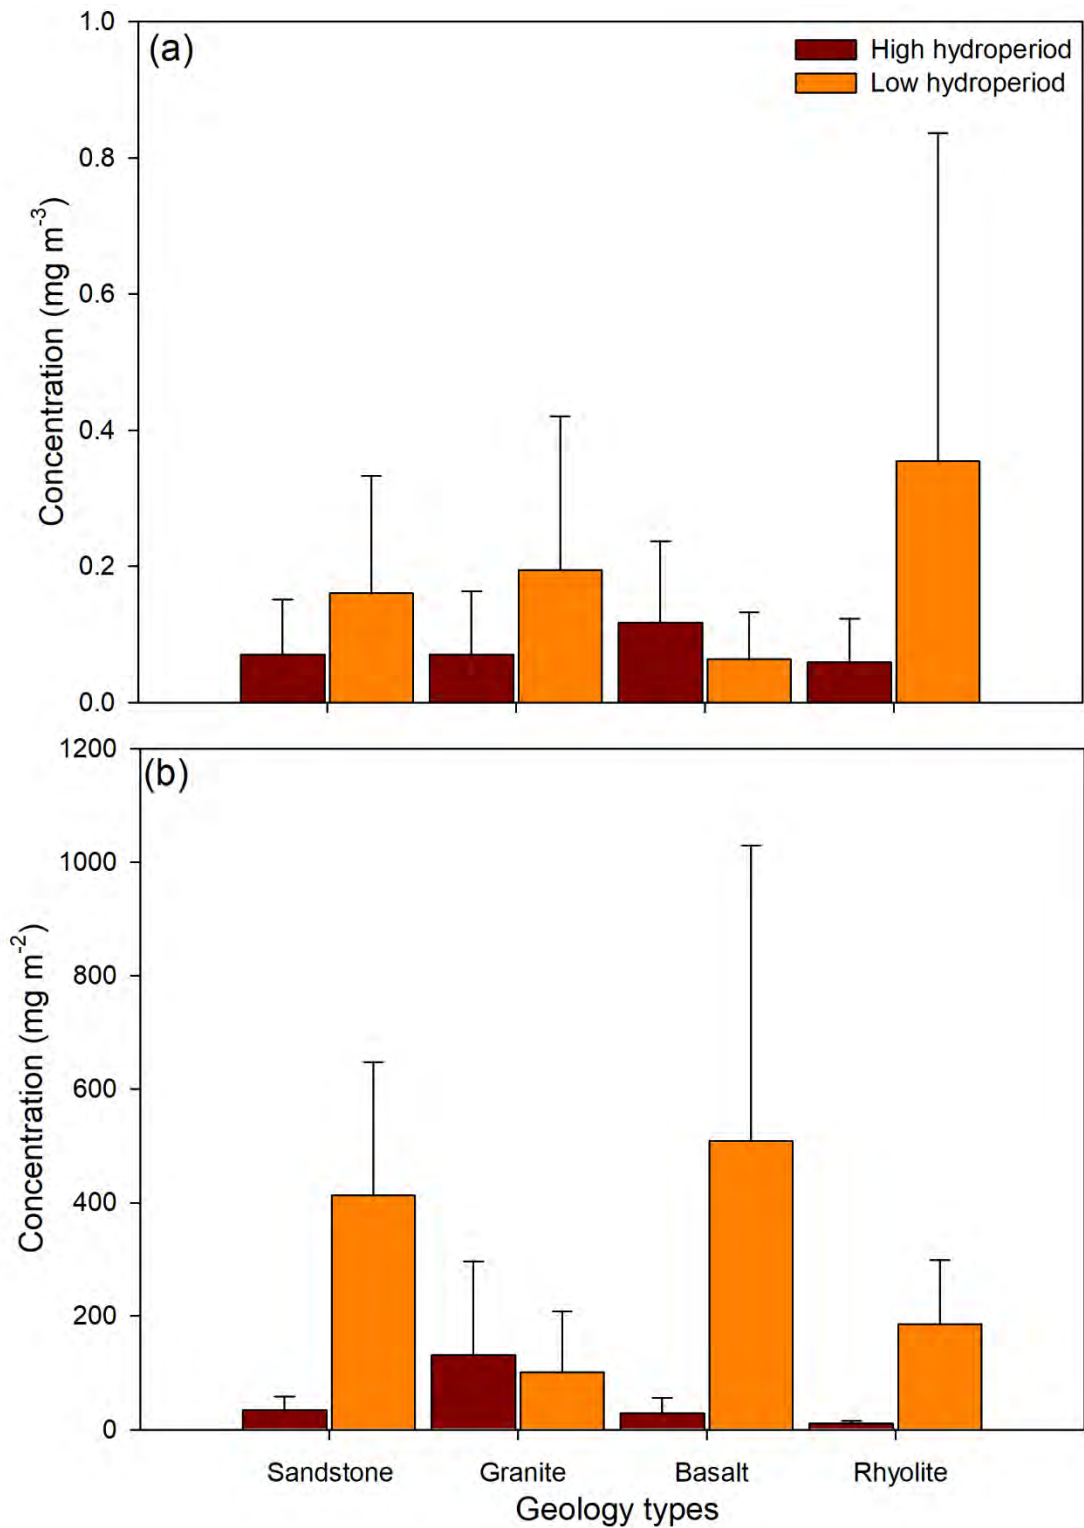 (a)
High hydroperiod
Low hydroperiod
1.0
0.8
0.6
0.4
0.2
0.0
Concentration (mg m⁻³)
(b)
1200
1000
800
600
400
200
0
Concentration (mg m⁻²)
Sandstone Granite Basalt Rhyolite
Geology types